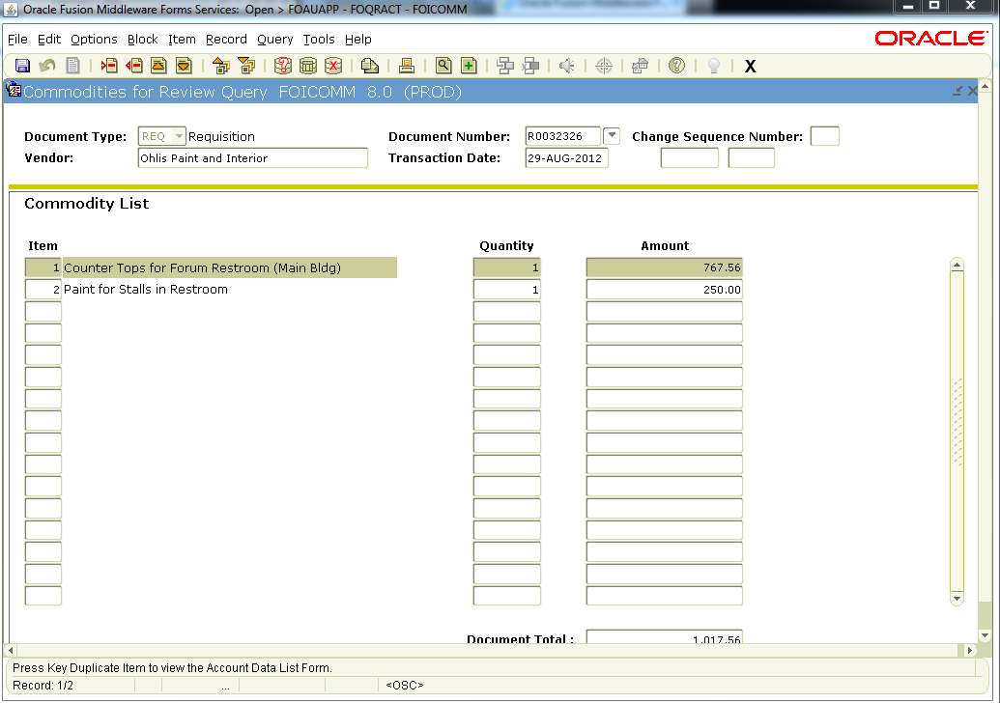 Oracle Fusion Middleware Forms Services: Open > FOAUAPP - FOQRACT - FOICOMM
File Edit Options Block Item Record Query Tools Help
ORACLE
X
Commodities for Review Query FOICOMM 8.0 (PROD)
Document Type: REQ Requisition Document Number: R0032326 Change Sequence Number:
Vendor: Ohlis Paint and Interior Transaction Date: 29-AUG-2012
Commodity List
Item Quantity Amount
1 Counter Tops for Forum Restroom (Main Bldg) 1 767.56
2 Paint for Stalls in Restroom 1 250.00
Document Total : 1,017.56
Press Key Duplicate Item to view the Account Data List Form.
Record: 1/2 ... <OSC>